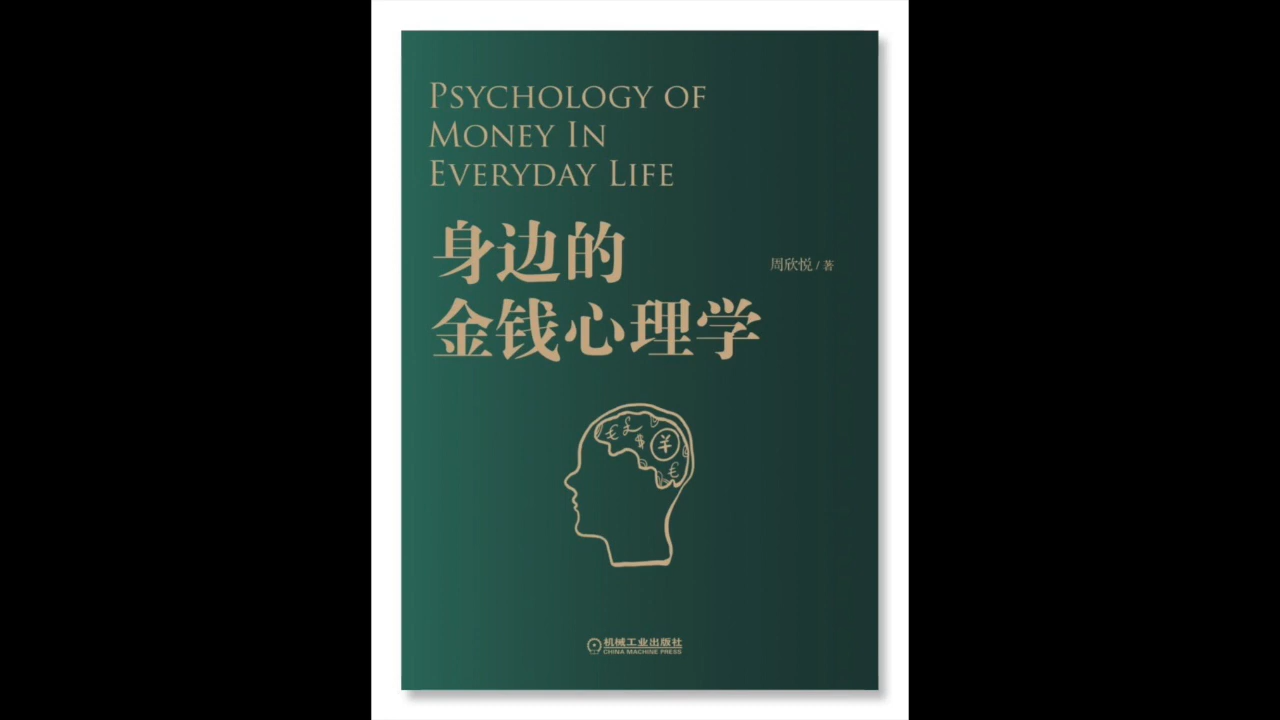 PSYCHOLOGY OF
MONEY IN
EVERYDAY LIFE
身边的
金钱心理学
周欣悦 / 著
€ £ $ ¥ €
机械工业出版社
CHINA MACHINE PRESS